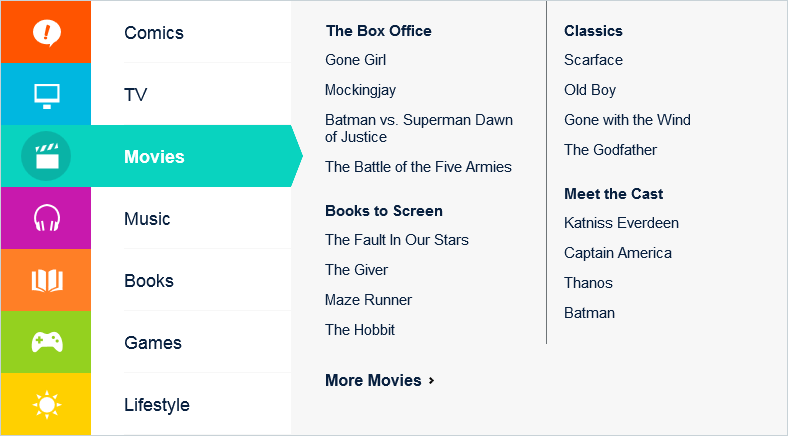 Comics
TV
Movies
Music
Books
Games
Lifestyle
The Box Office
Gone Girl
Mockingjay
Batman vs. Superman Dawn
of Justice
The Battle of the Five Armies
Books to Screen
The Fault In Our Stars
The Giver
Maze Runner
The Hobbit
More Movies
Classics
Scarface
Old Boy
Gone with the Wind
The Godfather
Meet the Cast
Katniss Everdeen
Captain America
Thanos
Batman